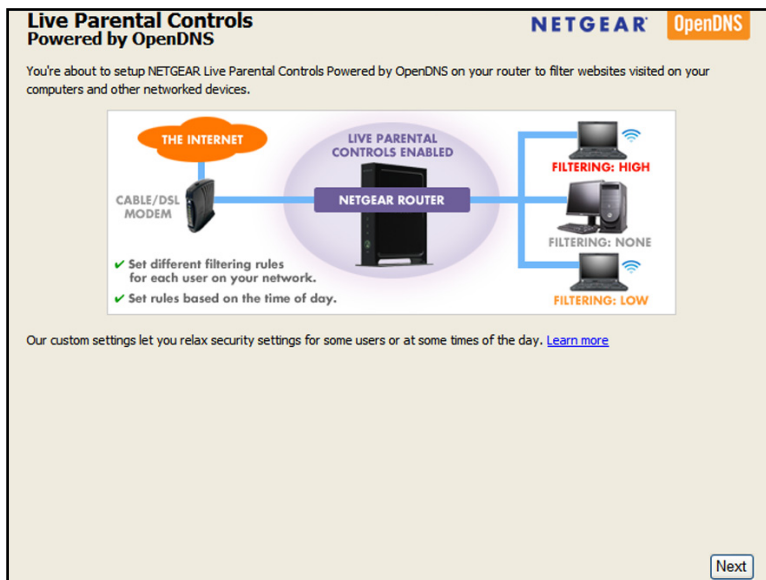 Live Parental Controls
Powered by OpenDNS
NETGEAR
OpenDNS
You're about to setup NETGEAR Live Parental Controls Powered by OpenDNS on your router to filter websites visited on your
computers and other networked devices.
THE INTERNET
LIVE PARENTAL
CONTROLS ENABLED
FILTERING: HIGH
CABLE/DSL
MODEM
NETGEAR ROUTER
FILTERING: NONE
✔ Set different filtering rules
for each user on your network.
✔ Set rules based on the time of day.
FILTERING: LOW
Our custom settings let you relax security settings for some users or at some times of the day. Learn more
Next